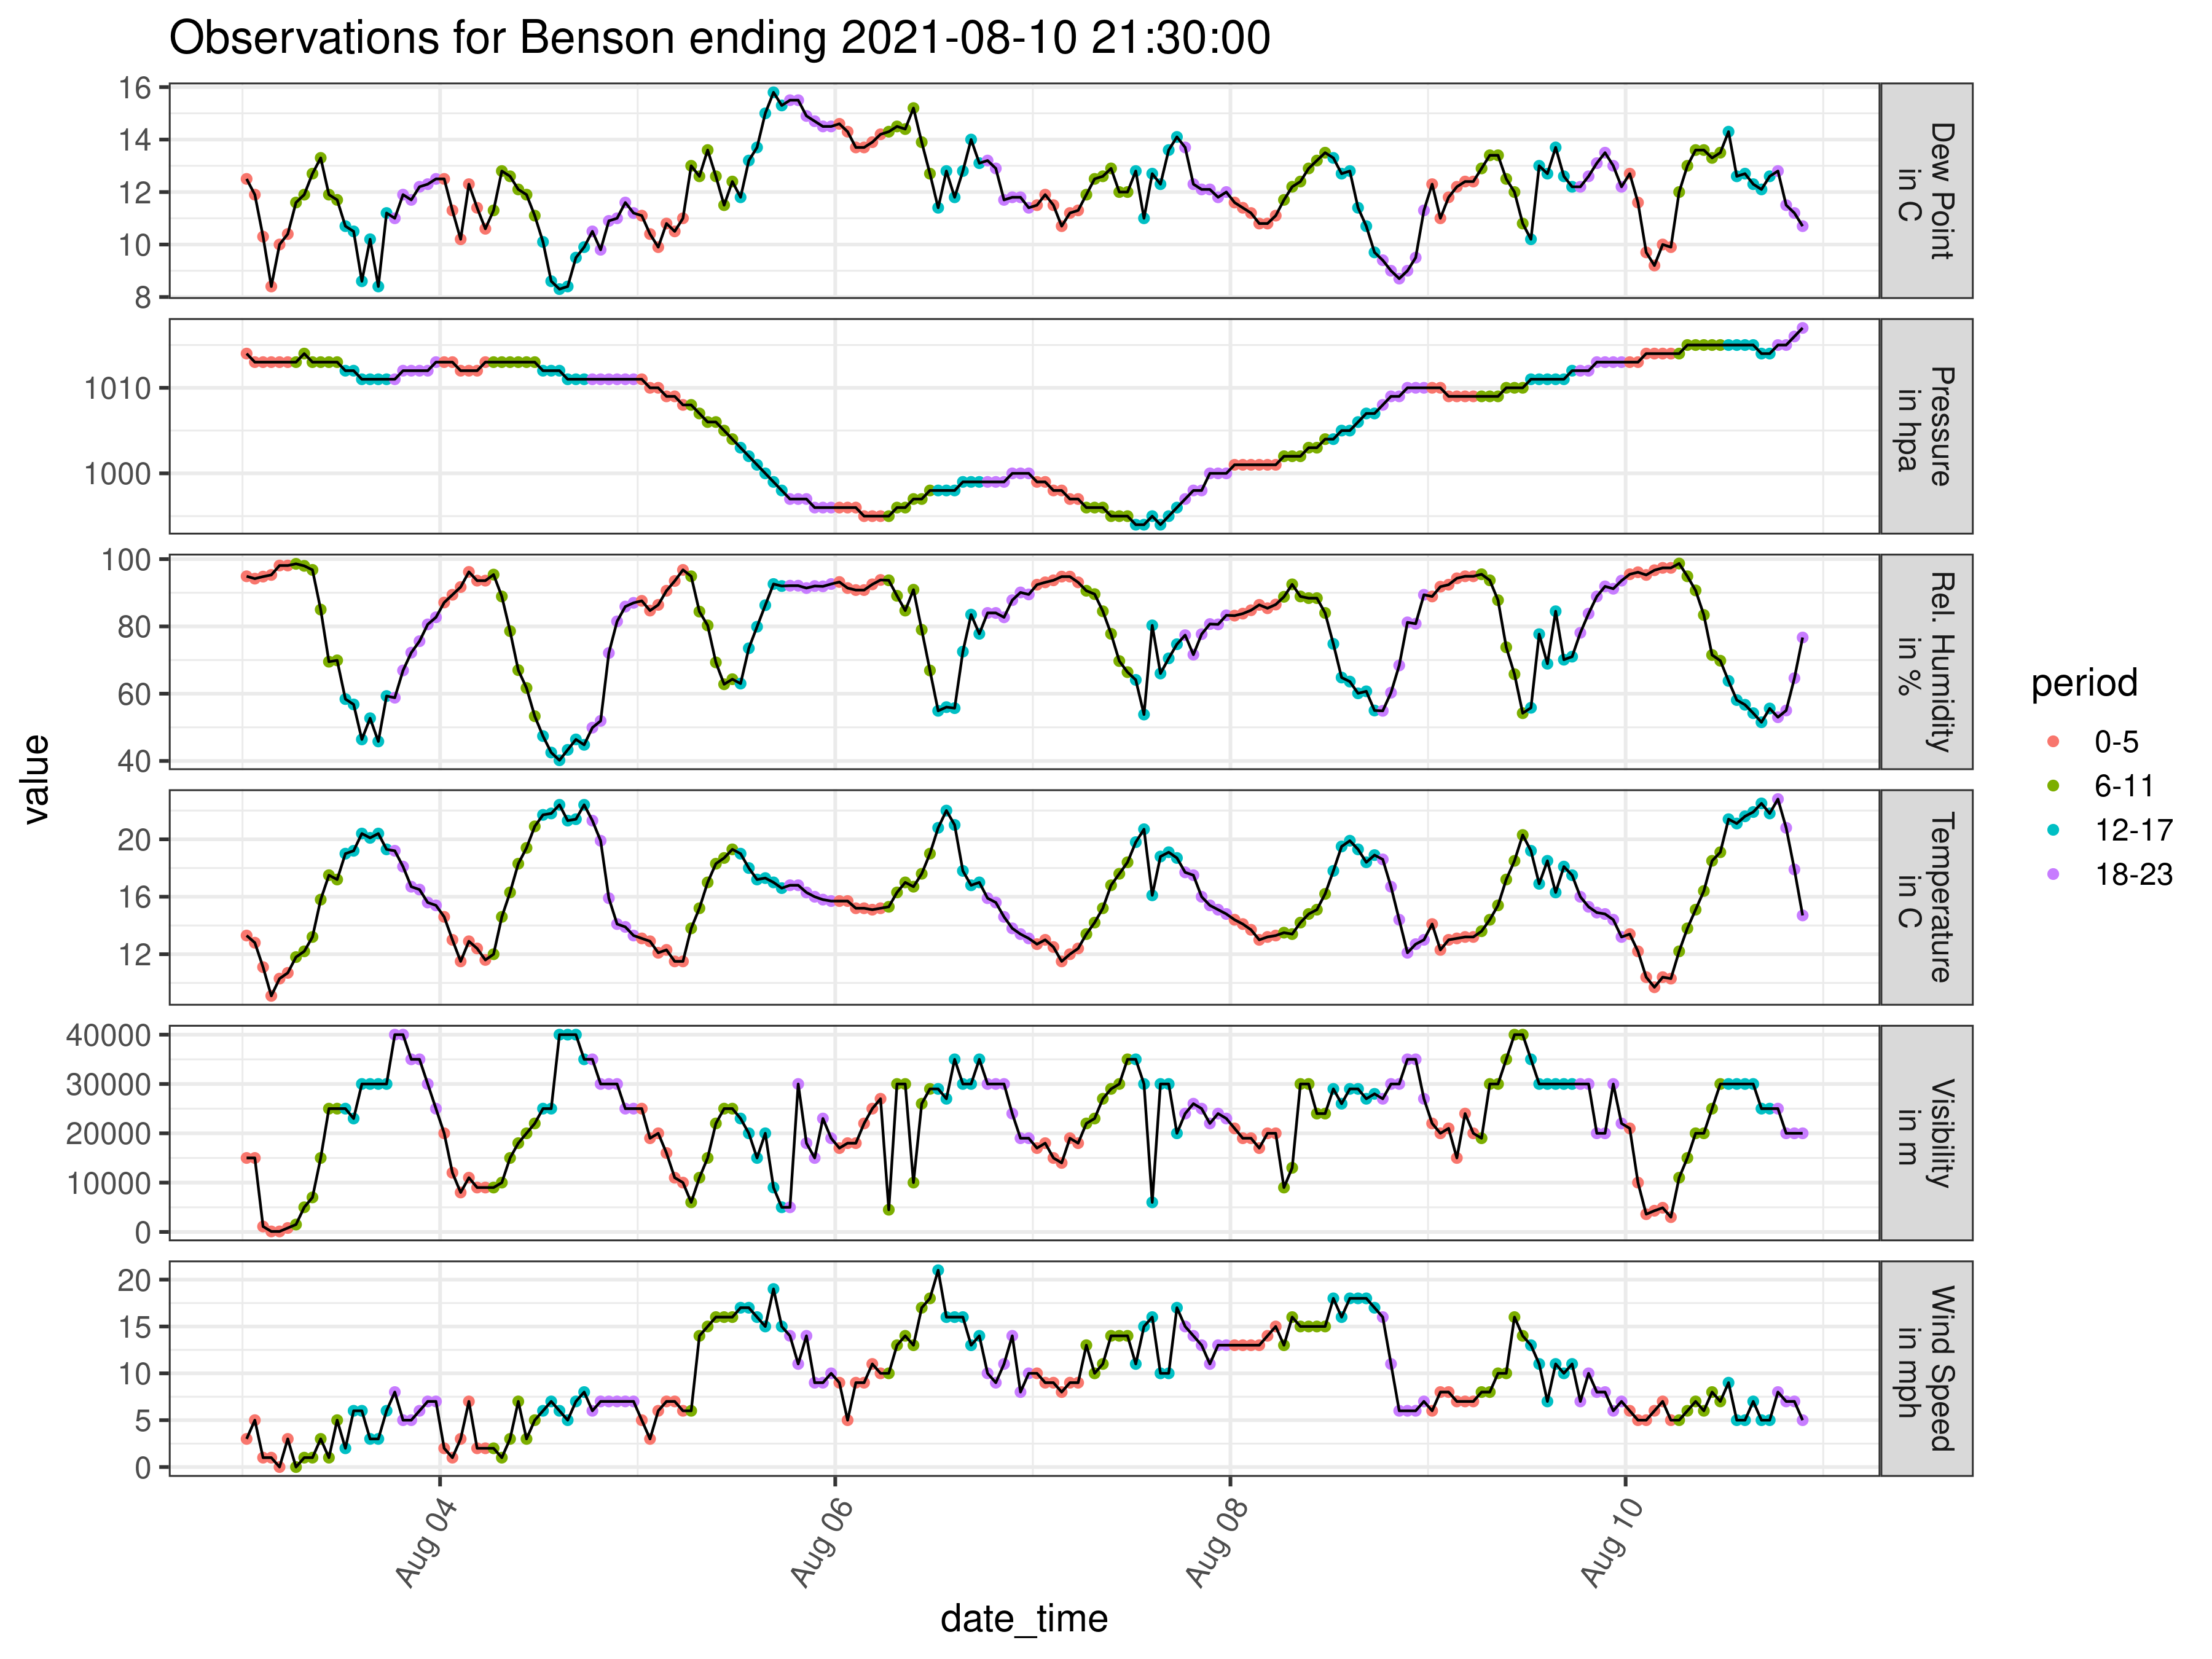 Observations for Benson ending 2021-08-10 21:30:00
value
16
14
12
10
8
Dew Point
in C
1010
1000
Pressure
in hpa
100
80
60
40
Rel. Humidity
in %
20
16
12
Temperature
in C
40000
30000
20000
10000
0
Visibility
in m
20
15
10
5
0
Wind Speed
in mph
Aug 04
Aug 06
Aug 08
Aug 10
date_time
period
0-5
6-11
12-17
18-23